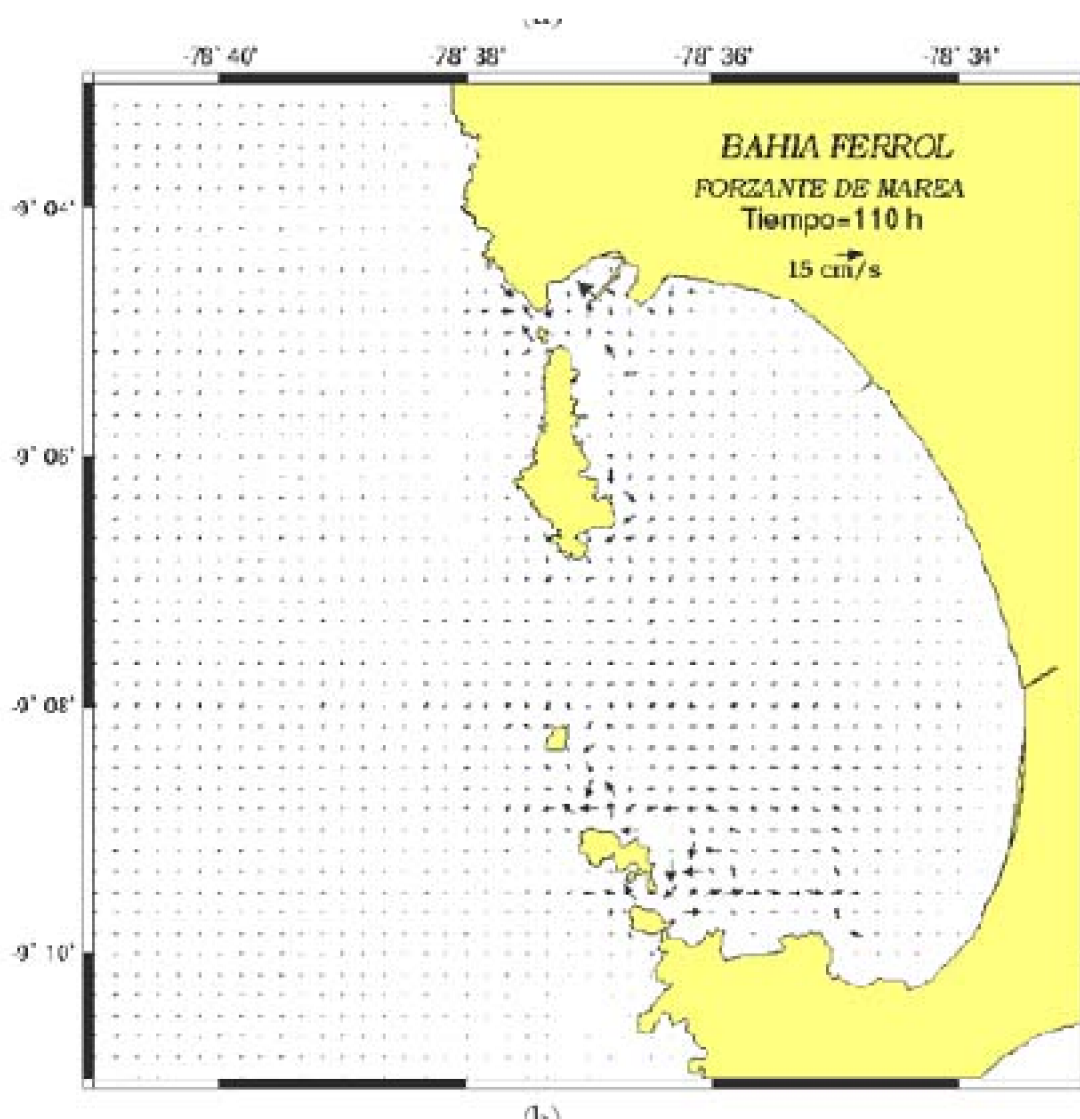 -78° 40'
-78° 38'
-78° 36'
-78° 34'
BAHIA FERROL
FORZANTE DE MAREA
Tiempo=110 h
15 cm/s
-9° 04'
-9° 06'
-9° 08'
-9° 10'